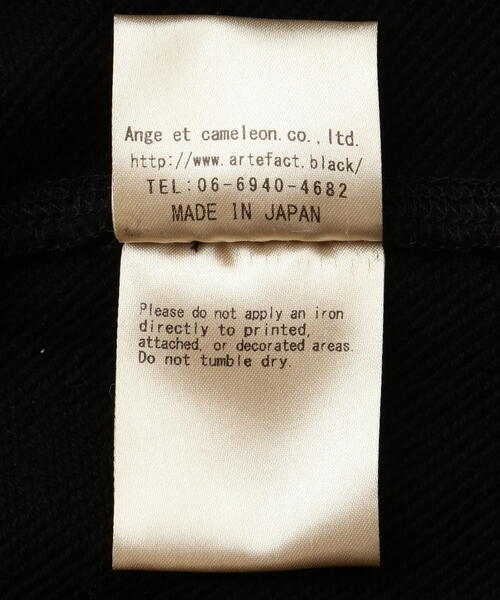 Ange et cameleon.co.,ltd.
http://www.artefact.black/
TEL:06-6940-4682
MADE IN JAPAN
Please do not apply an iron
directly to printed,
attached, or decorated areas.
Do not tumble dry.